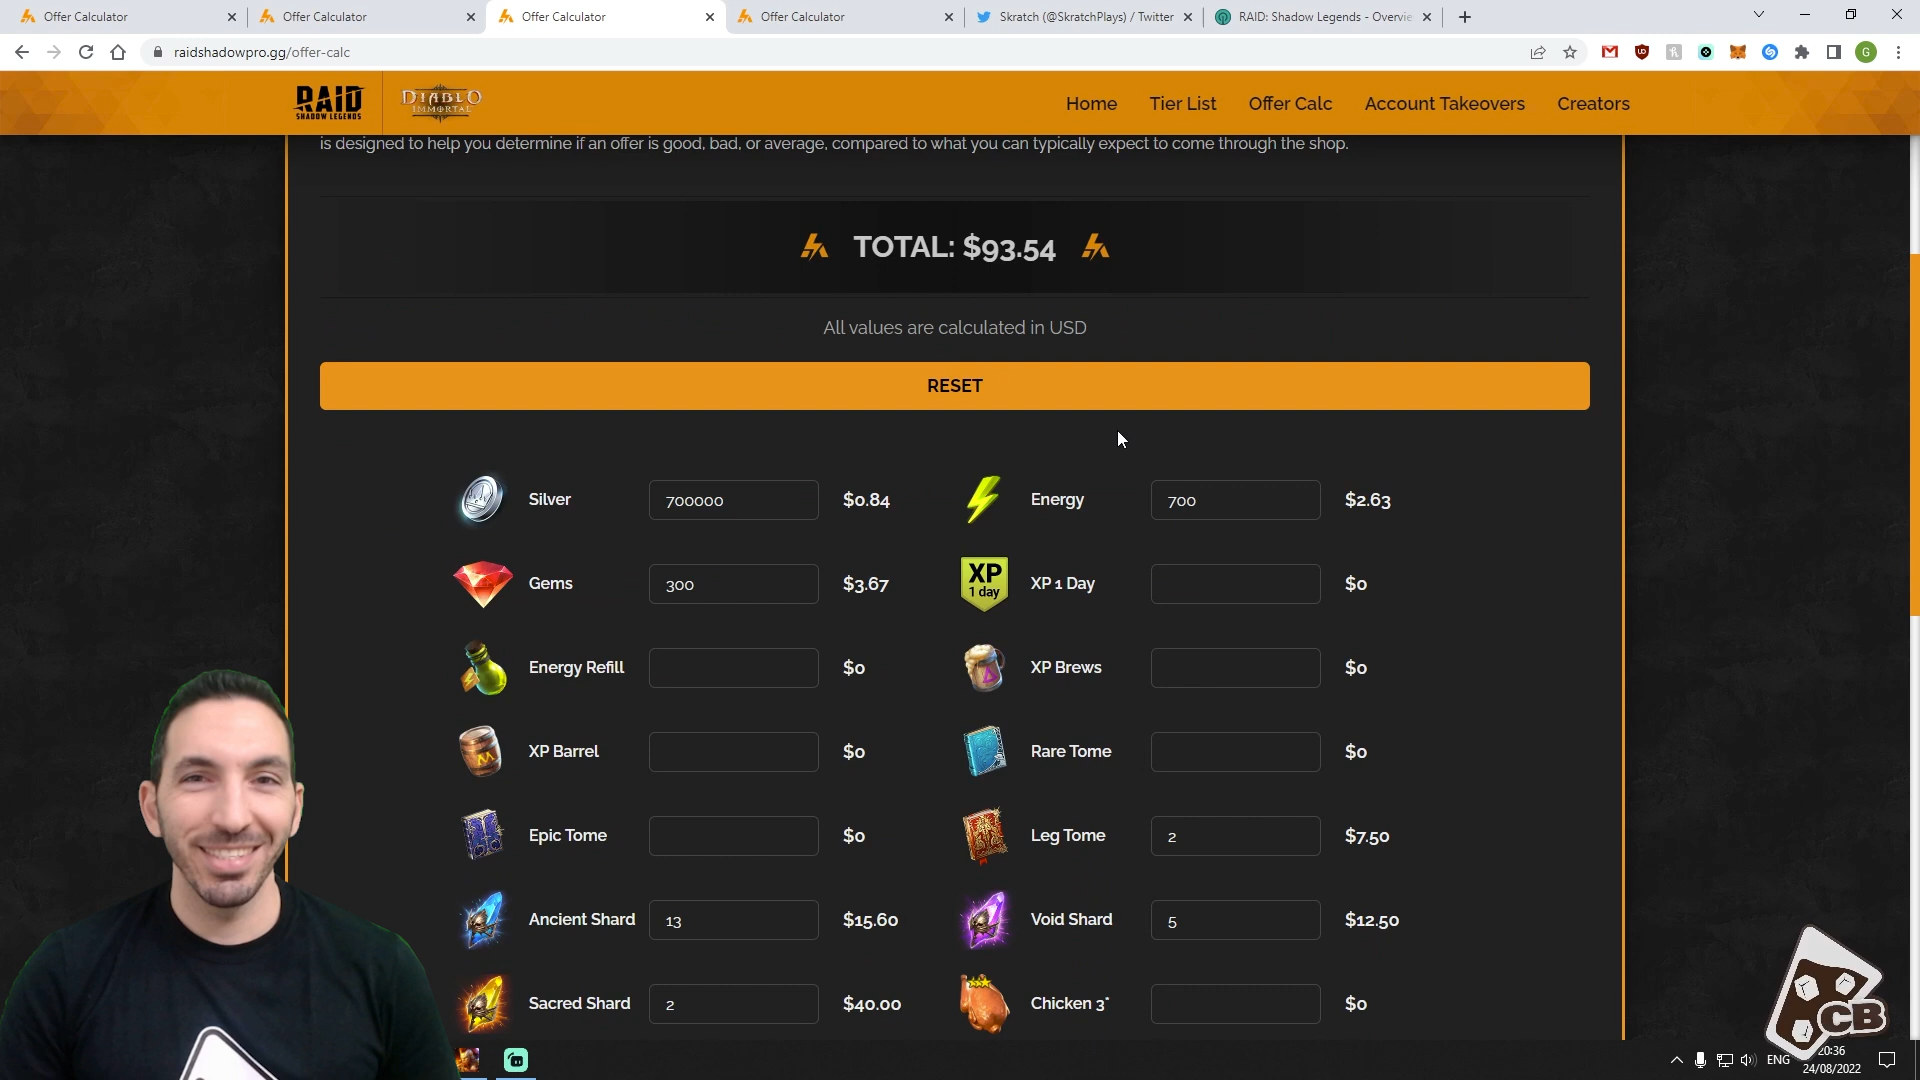 Offer Calculator
Offer Calculator
Offer Calculator
Offer Calculator
Skratch (@SkratchPlays) / Twitter
RAID: Shadow Legends - Overvie
raidshadowpro.gg/offer-calc
RAID
SHADOW LEGENDS
DIABLO
IMMORTAL
Home
Tier List
Offer Calc
Account Takeovers
Creators
G
is designed to help you determine if an offer is good, bad, or average, compared to what you can typically expect to come through the shop.
TOTAL: $93.54
All values are calculated in USD
RESET
Silver 700000 $0.84
Energy 700 $2.63
Gems 300 $3.67
XP 1 day
XP 1 Day $0
Energy Refill $0
XP Brews $0
XP Barrel $0
Rare Tome $0
Epic Tome $0
Leg Tome 2 $7.50
Ancient Shard 13 $15.60
Void Shard 5 $12.50
Sacred Shard 2 $40.00
Chicken 3* $0
CB
ENG
20:36
24/08/2022